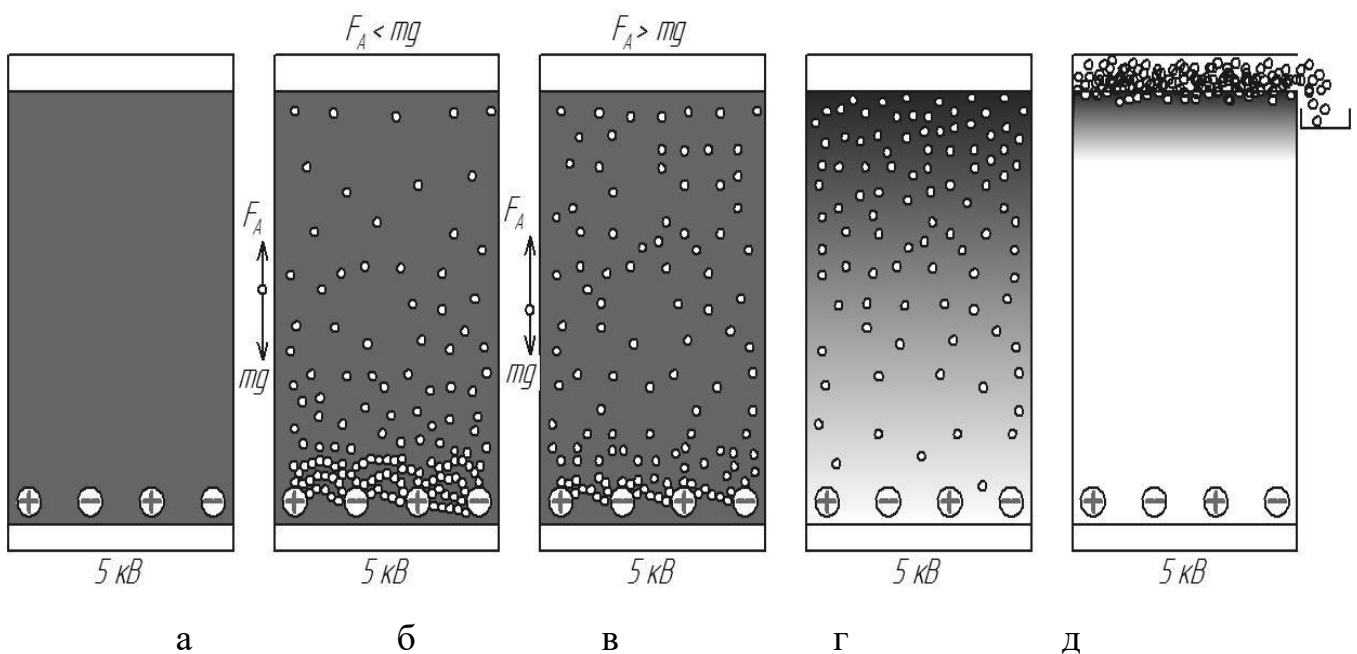 F_A < mg F_A > mg
F_A F_A
mg mg
+ − + − + − + − + − + − + − + − + − + −
5 кВ 5 кВ 5 кВ 5 кВ 5 кВ
а б в г д